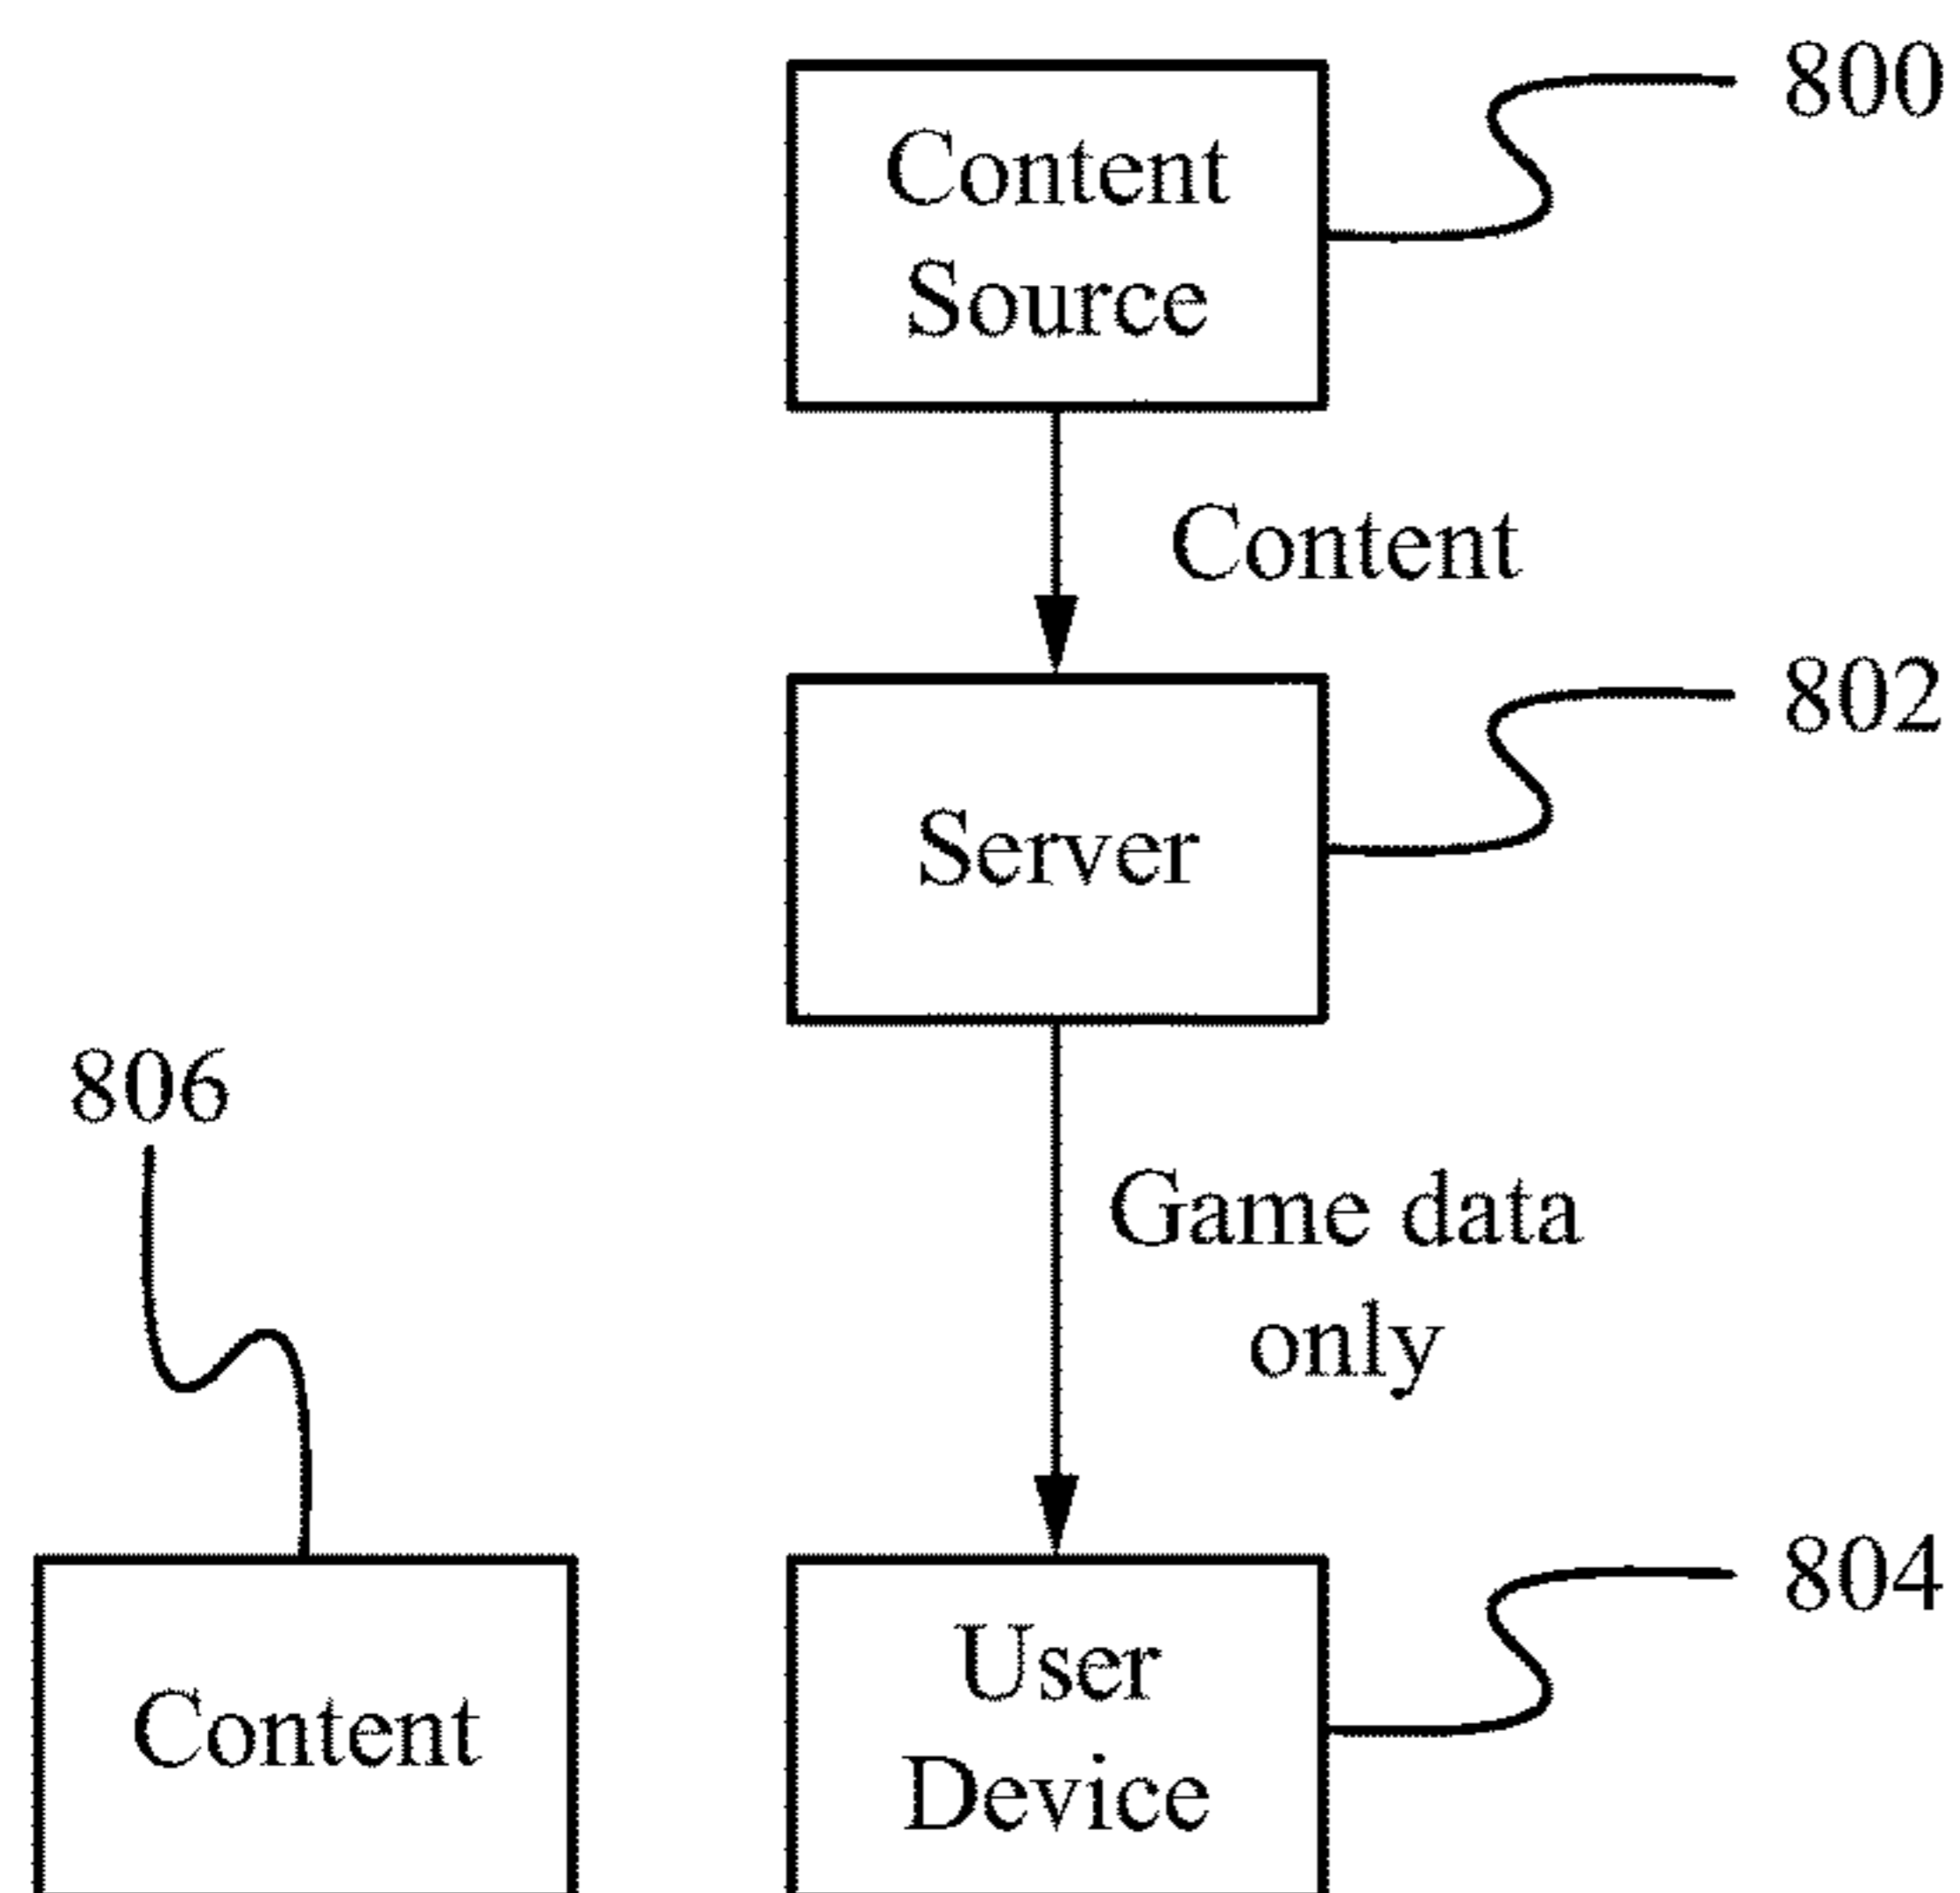 800
Content
Source
Content
802
Server
806
Game data
only
804
Content
User
Device